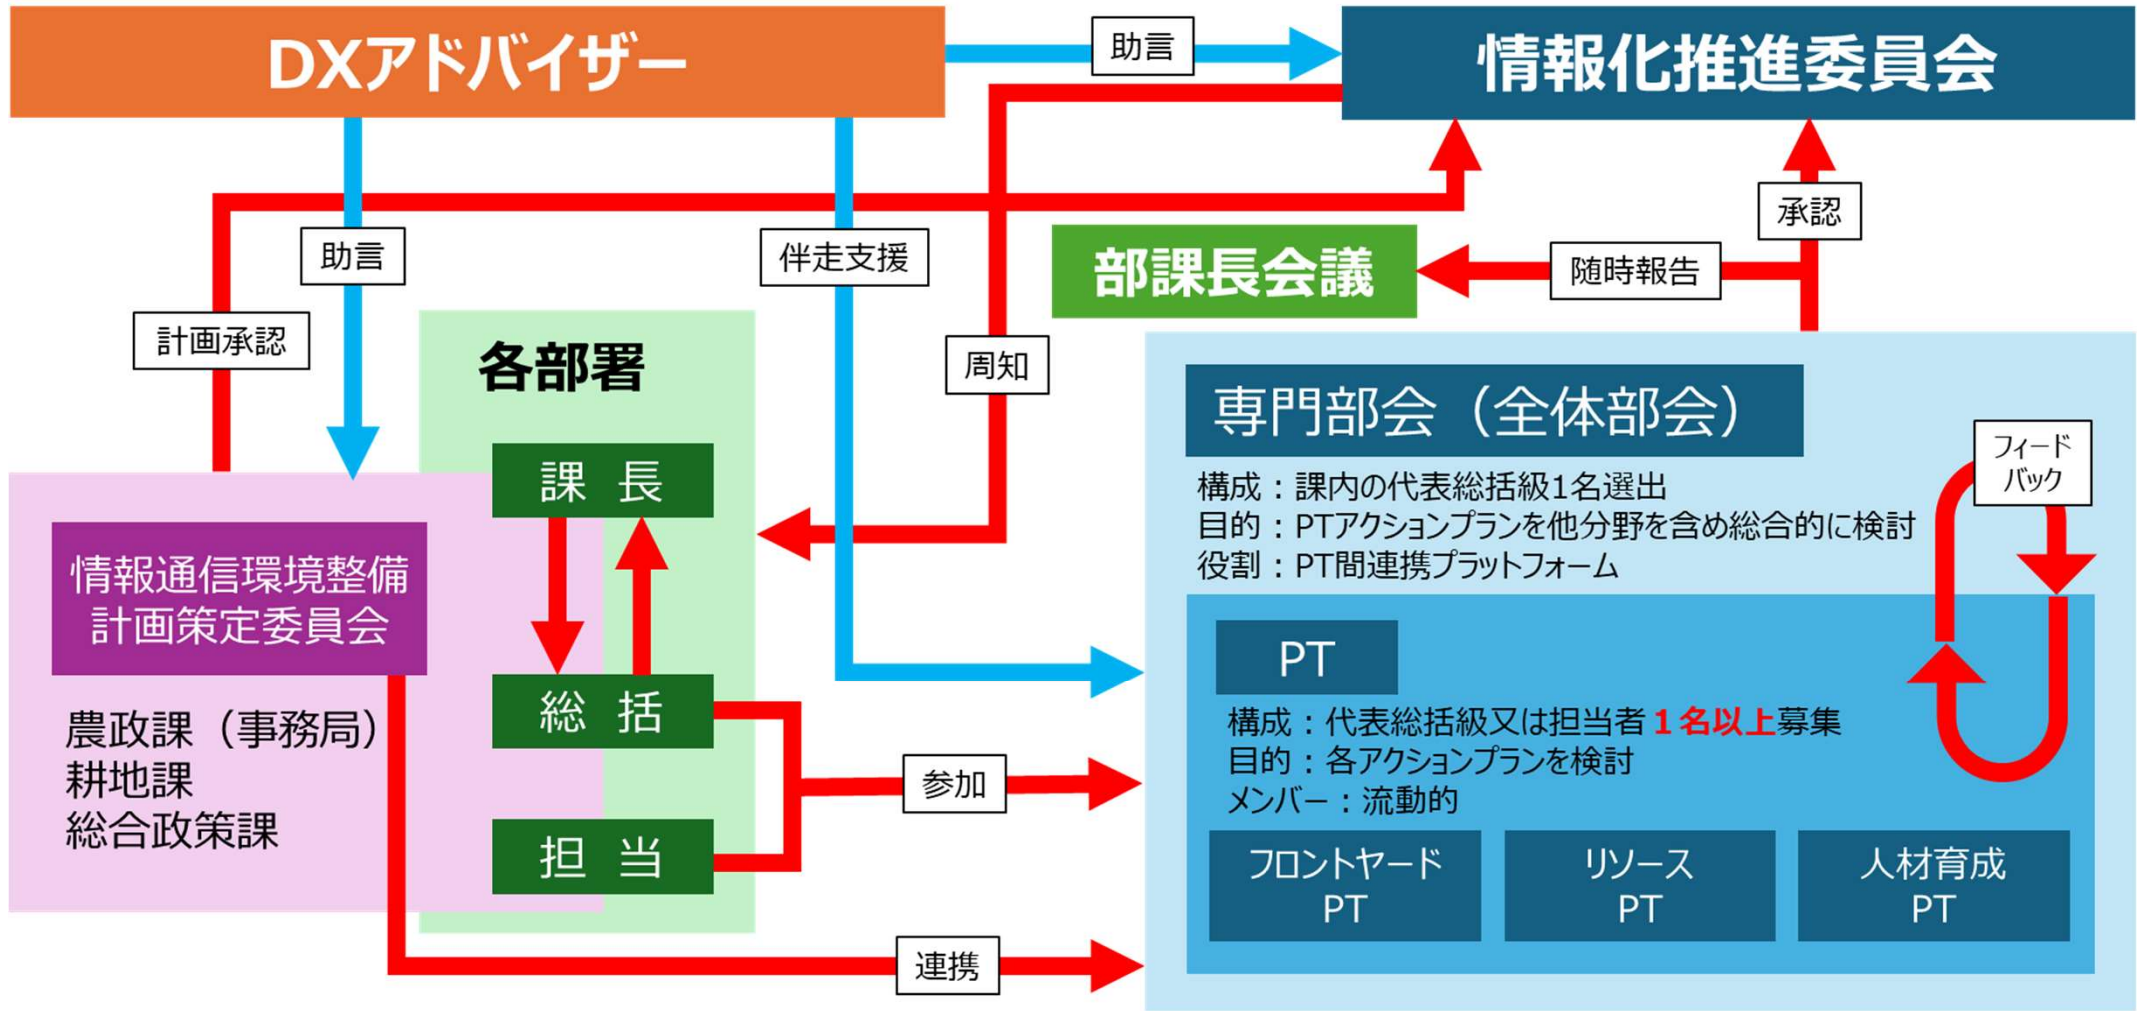 DXアドバイザー
助言
情報化推進委員会
助言
伴走支援
承認
部課長会議
随時報告
計画承認
各部署
周知
専門部会（全体部会）
フィード
バック
構成：課内の代表総括級1名選出
目的：PTアクションプランを他分野を含め総合的に検討
役割：PT間連携プラットフォーム
課 長
情報通信環境整備
計画策定委員会
PT
総 括
農政課（事務局）
耕地課
総合政策課
構成：代表総括級又は担当者１名以上募集
目的：各アクションプランを検討
メンバー：流動的
参加
担 当
フロントヤード
PT
リソース
PT
人材育成
PT
連携